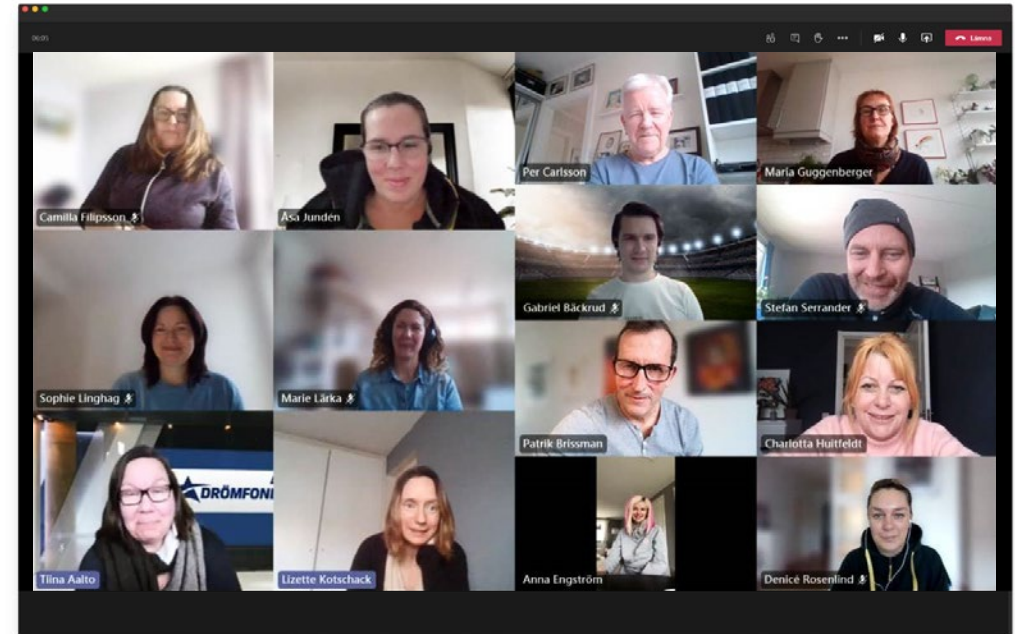 06:05
Lämna
Camilla Filipsson
Åsa Jundén
Per Carlsson
Maria Guggenberger
Gabriel Bäckrud
Stefan Serrander
Sophie Linghag
Marie Lärka
Patrik Brissman
Charlotta Huitfeldt
DRÖMFON
Tiina Aalto
Lizette Kotschack
Anna Engström
Denicé Rosenlind